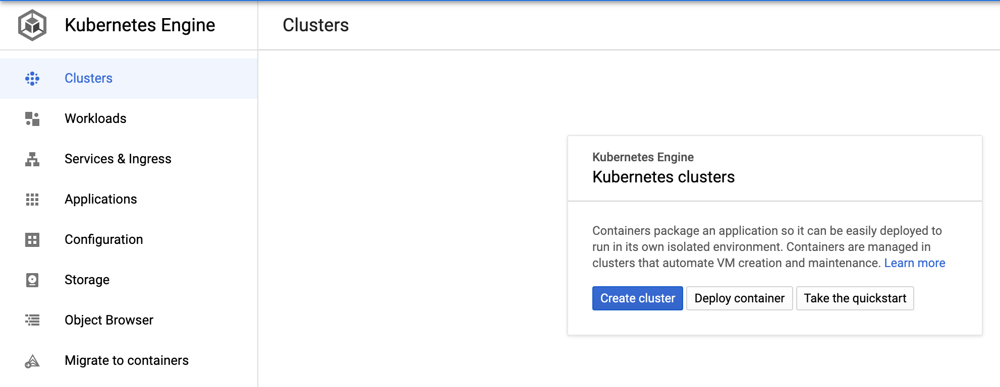 Kubernetes Engine
Clusters
Clusters
Workloads
Services & Ingress
Applications
Configuration
Storage
Object Browser
Migrate to containers
Kubernetes Engine
Kubernetes clusters
Containers package an application so it can be easily deployed to
run in its own isolated environment. Containers are managed in
clusters that automate VM creation and maintenance. Learn more
Create cluster
Deploy container
Take the quickstart